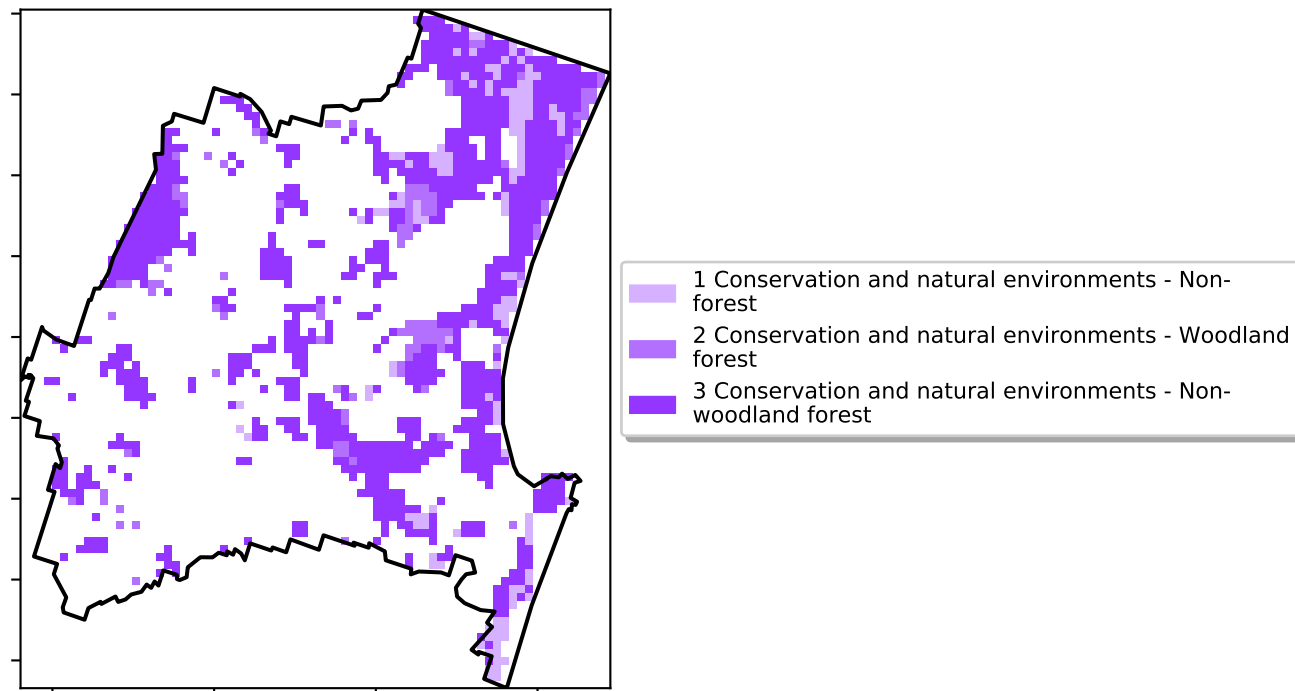 1 Conservation and natural environments - Non-
forest
2 Conservation and natural environments - Woodland
forest
3 Conservation and natural environments - Non-
woodland forest